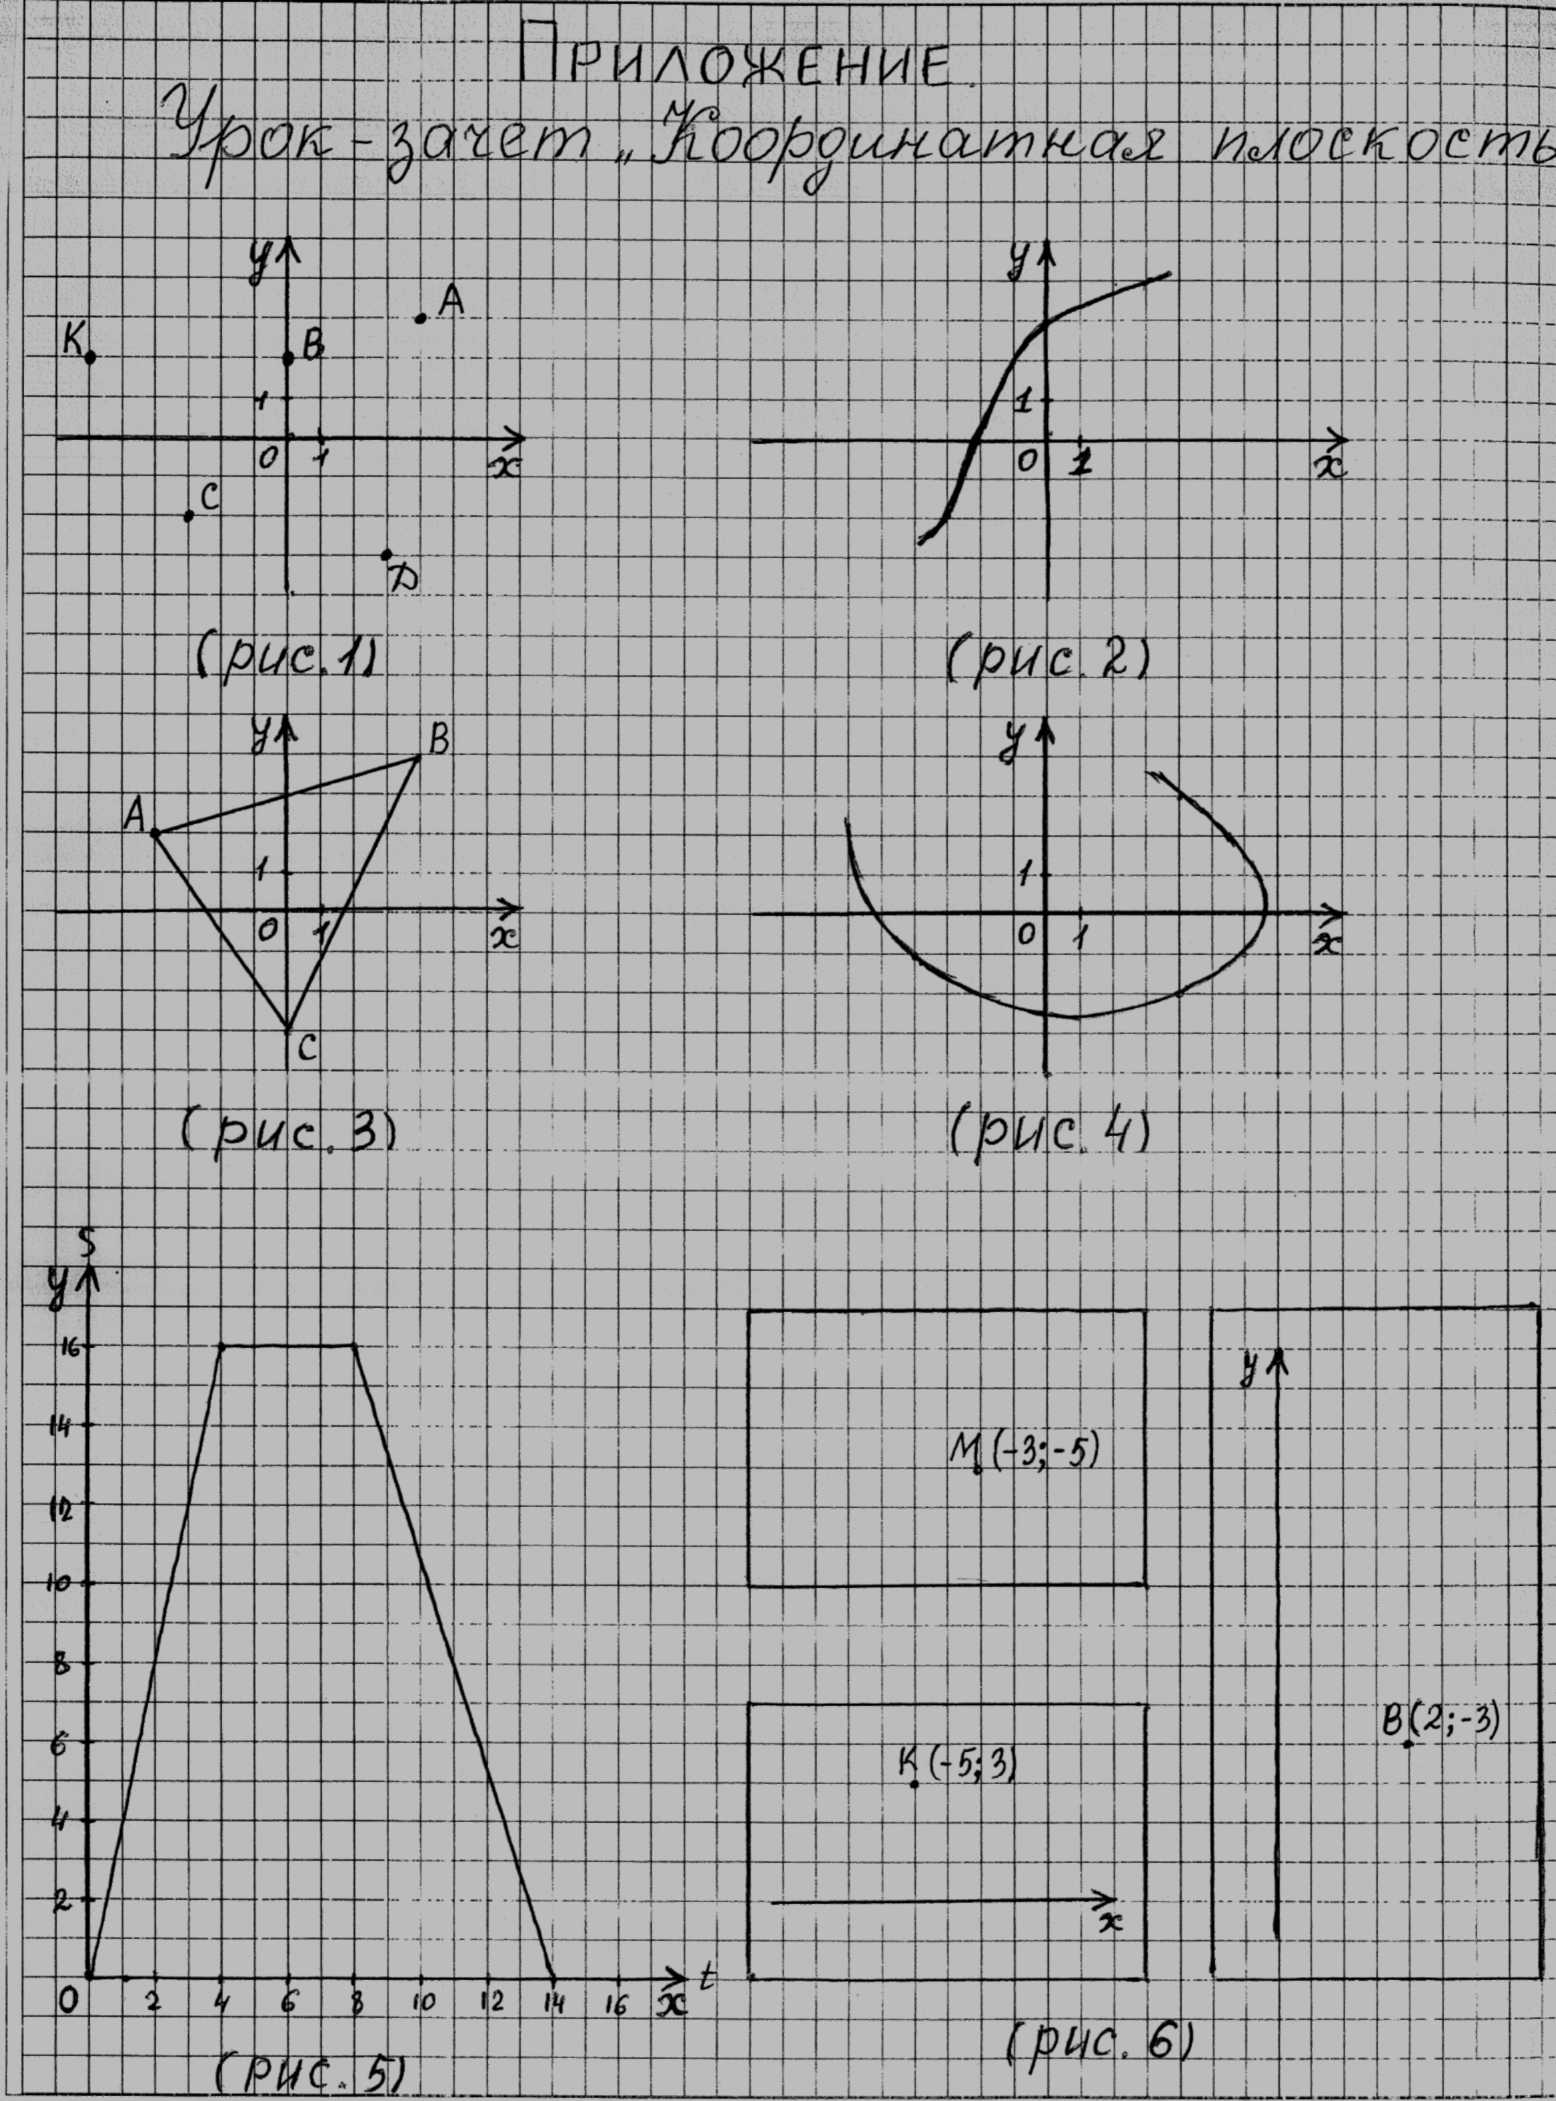 ПРИЛОЖЕНИЕ.
Урок-зачет „Координатная плоскость
y
A
K
B
1
0
1
x
C
D
(рис.1)
y
1
0
1
x
(рис. 2)
y
B
A
1
0
1
x
C
(рис. 3)
y
1
0
1
x
(рис. 4)
S
y
16
14
12
10
8
6
4
2
0 2 4 6 8 10 12 14 16 x t
(рис. 5)
M(-3;-5)
K(-5;3)
x
y
B(2;-3)
(рис. 6)